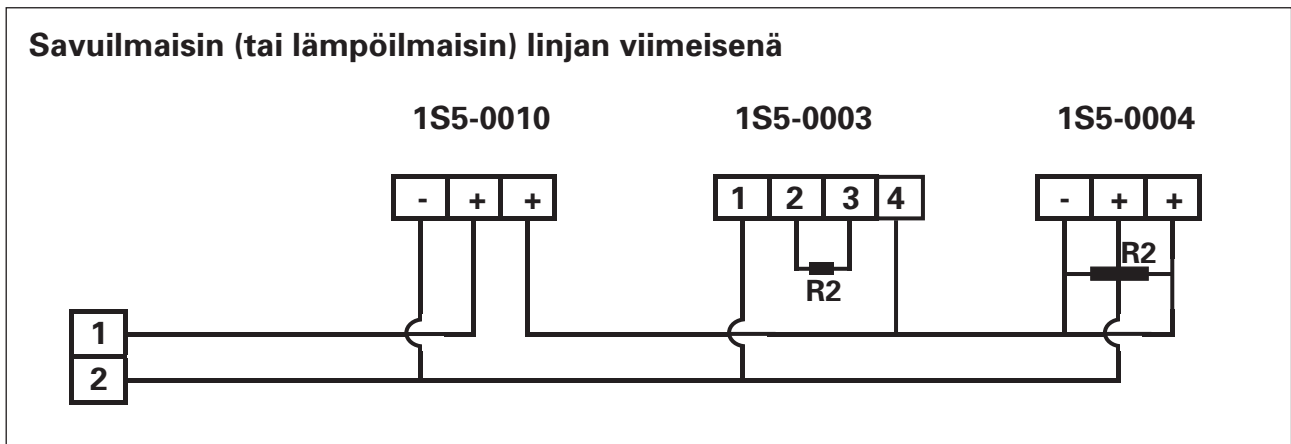 Savuilmaisin (tai lämpöilmaisin) linjan viimeisenä
1S5-0010 1S5-0003 1S5-0004
- + + 1 2 3 4 - + +
R2
R2
1
2